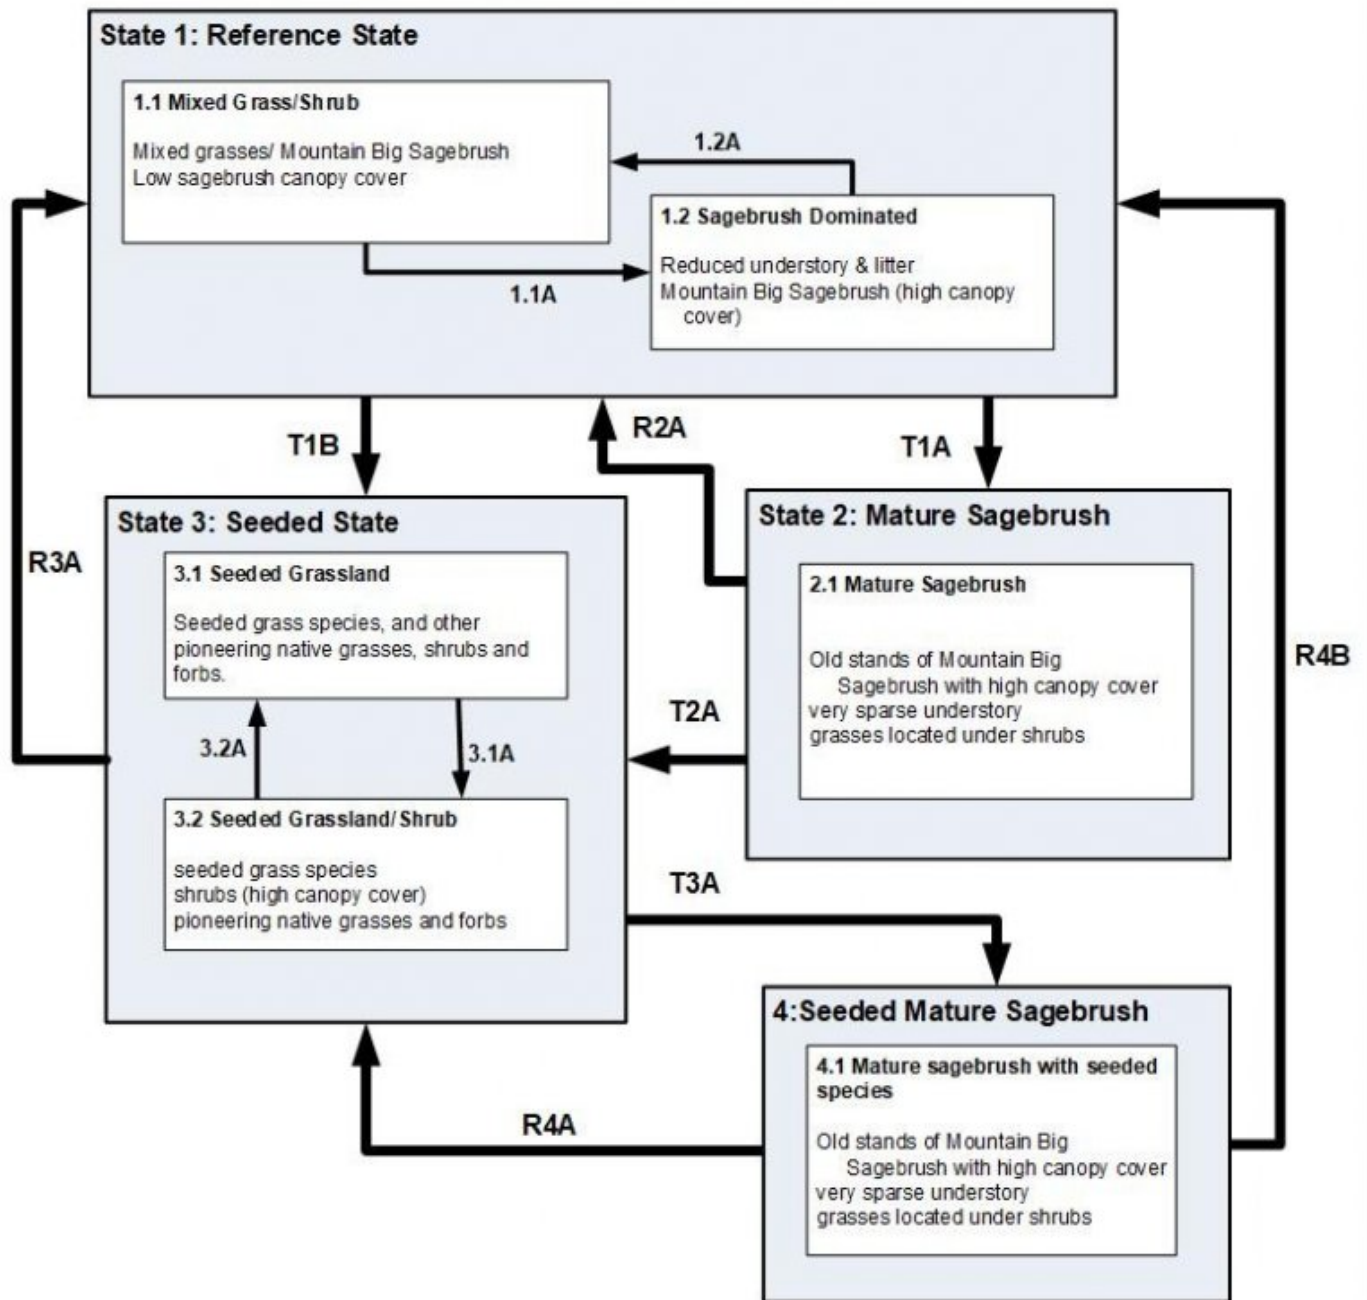 State 1: Reference State
1.1 Mixed Grass/Shrub
Mixed grasses/ Mountain Big Sagebrush
Low sagebrush canopy cover
1.2A
1.2 Sagebrush Dominated
Reduced understory & litter
Mountain Big Sagebrush (high canopy
cover)
1.1A
T1B
R2A
T1A
R3A
State 3: Seeded State
3.1 Seeded Grassland
Seeded grass species, and other
pioneering native grasses, shrubs and
forbs.
3.2A
3.1A
3.2 Seeded Grassland/Shrub
seeded grass species
shrubs (high canopy cover)
pioneering native grasses and forbs
State 2: Mature Sagebrush
2.1 Mature Sagebrush
Old stands of Mountain Big
Sagebrush with high canopy cover
very sparse understory
grasses located under shrubs
T2A
R4B
T3A
4:Seeded Mature Sagebrush
4.1 Mature sagebrush with seeded
species
Old stands of Mountain Big
Sagebrush with high canopy cover
very sparse understory
grasses located under shrubs
R4A